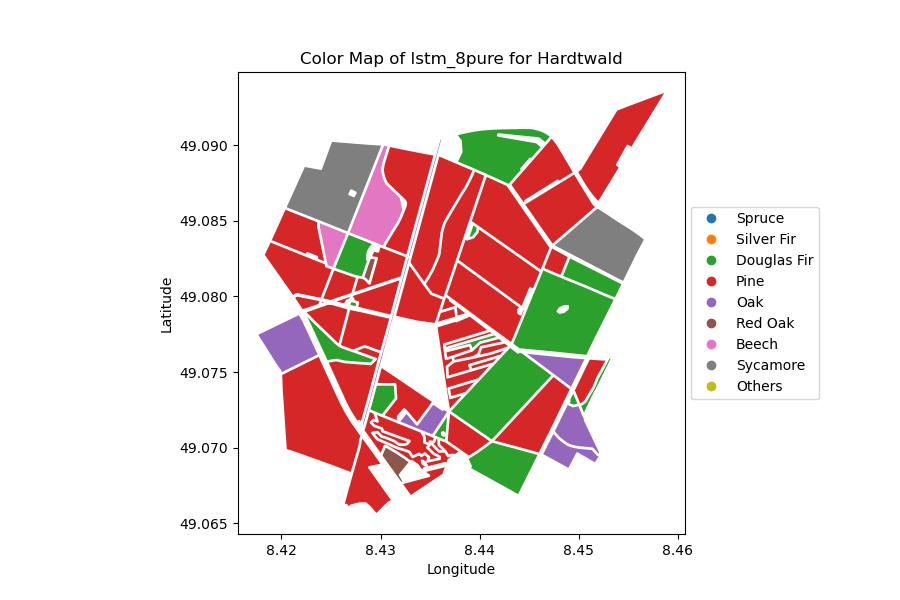 Color Map of lstm_8pure for Hardtwald
49.090
49.085
49.080
49.075
49.070
49.065
Latitude
8.42 8.43 8.44 8.45 8.46
Longitude
Spruce
Silver Fir
Douglas Fir
Pine
Oak
Red Oak
Beech
Sycamore
Others